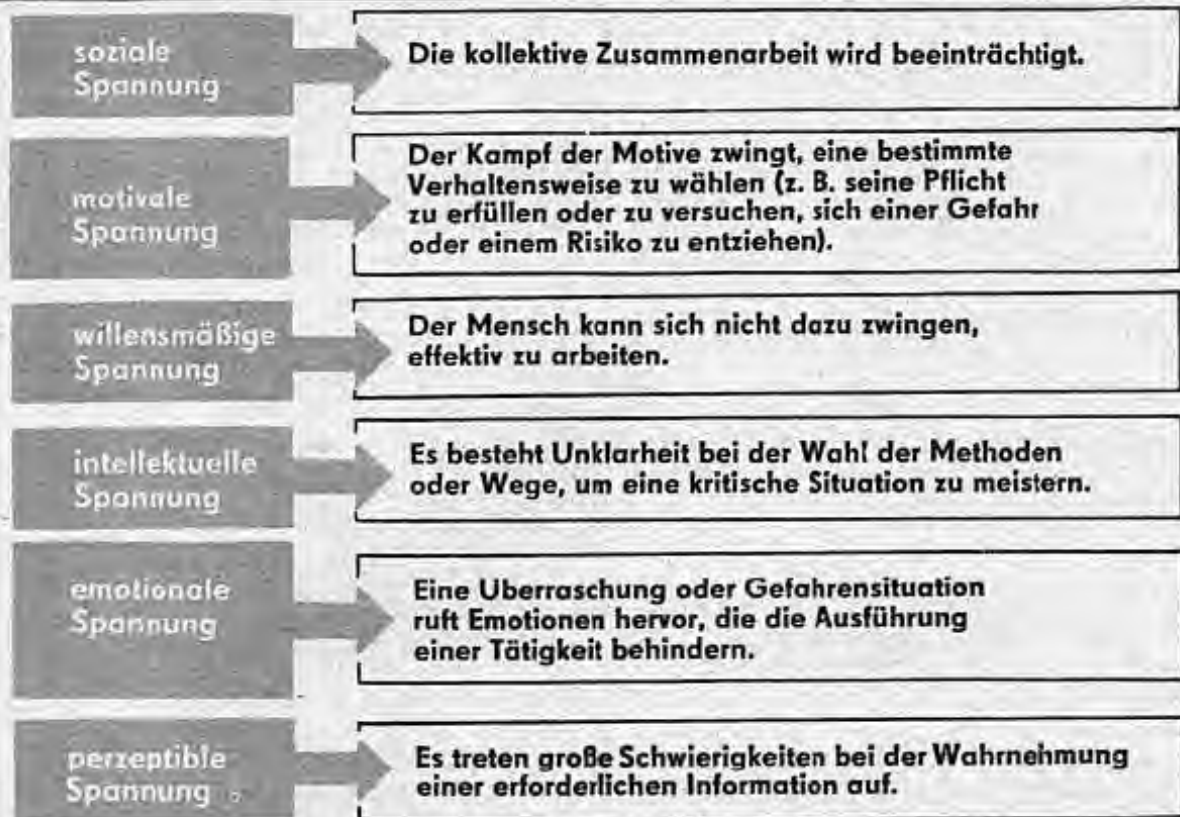 soziale
Spannung
Die kollektive Zusammenarbeit wird beeinträchtigt.
motivale
Spannung
Der Kampf der Motive zwingt, eine bestimmte
Verhaltensweise zu wählen (z. B. seine Pflicht
zu erfüllen oder zu versuchen, sich einer Gefahr
oder einem Risiko zu entziehen).
willensmäßige
Spannung
Der Mensch kann sich nicht dazu zwingen,
effektiv zu arbeiten.
intellektuelle
Spannung
Es besteht Unklarheit bei der Wahl der Methoden
oder Wege, um eine kritische Situation zu meistern.
emotionale
Spannung
Eine Uberraschung oder Gefahrensituation
ruft Emotionen hervor, die die Ausführung
einer Tätigkeit behindern.
perzeptible
Spannung
Es treten große Schwierigkeiten bei der Wahrnehmung
einer erforderlichen Information auf.